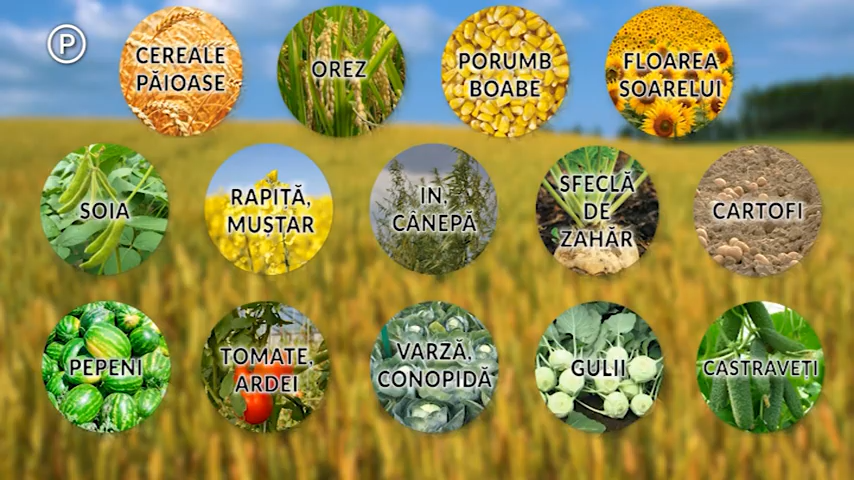 P
CEREALE
PĂIOASE
OREZ
PORUMB
BOABE
FLOAREA
SOARELUI
SOIA
RAPIȚĂ,
MUȘTAR
IN,
CÂNEPĂ
SFECLĂ
DE
ZAHĂR
CARTOFI
PEPENI
TOMATE,
ARDEI
VARZĂ,
CONOPIDĂ
GULII
CASTRAVEȚI